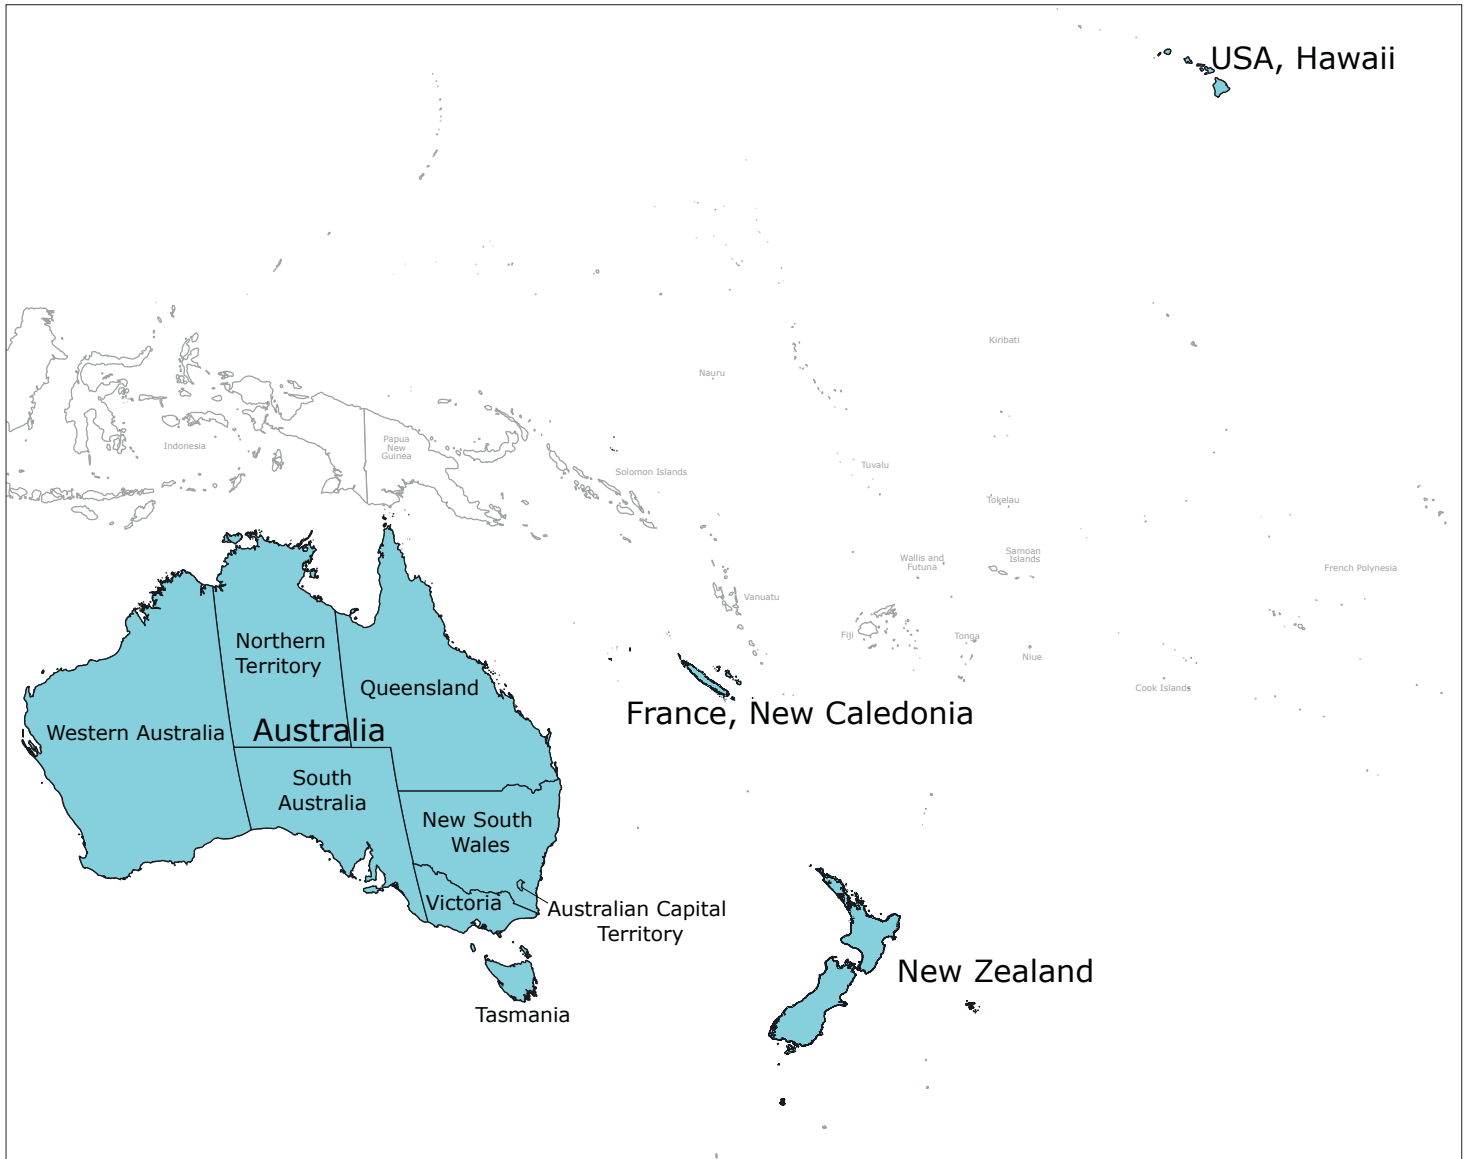 USA, Hawaii
Kiribati
Nauru
Indonesia
Papua
New
Guinea
Solomon Islands
Tuvalu
Tokelau
Wallis and
Futuna
Samoan
Islands
French Polynesia
Vanuatu
Fiji
Tonga
Niue
Cook Islands
Northern
Territory
Queensland
France, New Caledonia
Western Australia
Australia
South
Australia
New South
Wales
Victoria
Australian Capital
Territory
New Zealand
Tasmania